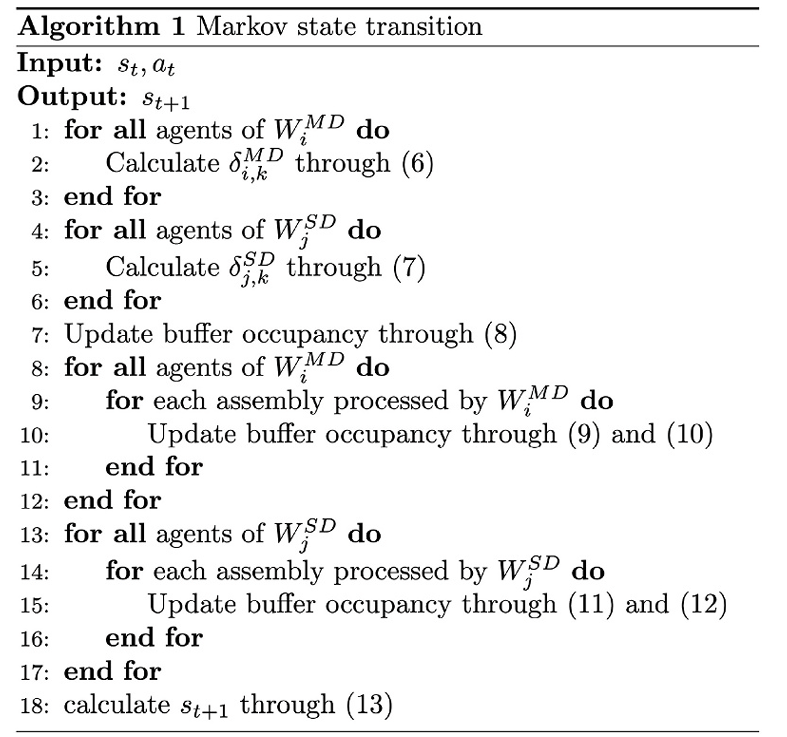 Algorithm 1 Markov state transition
Input: $s_t, a_t$
Output: $s_{t+1}$
1: for all agents of $W_i^{MD}$ do
2: Calculate $\delta_{i,k}^{MD}$ through (6)
3: end for
4: for all agents of $W_j^{SD}$ do
5: Calculate $\delta_{j,k}^{SD}$ through (7)
6: end for
7: Update buffer occupancy through (8)
8: for all agents of $W_i^{MD}$ do
9: for each assembly processed by $W_i^{MD}$ do
10: Update buffer occupancy through (9) and (10)
11: end for
12: end for
13: for all agents of $W_j^{SD}$ do
14: for each assembly processed by $W_j^{SD}$ do
15: Update buffer occupancy through (11) and (12)
16: end for
17: end for
18: calculate $s_{t+1}$ through (13)